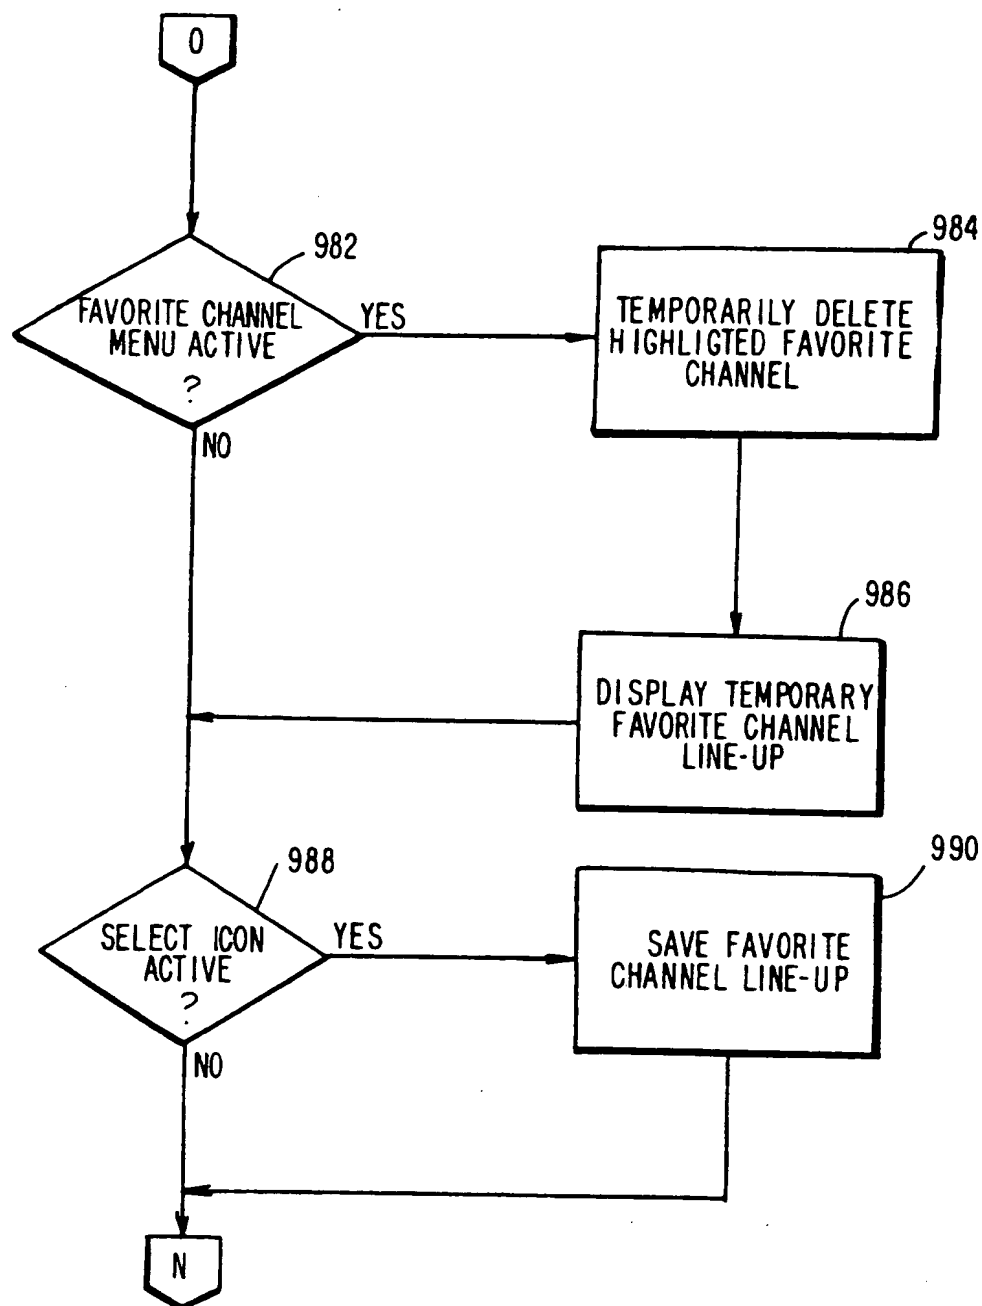 O
982
FAVORITE CHANNEL
MENU ACTIVE
?
YES
NO
984
TEMPORARILY DELETE
HIGHLIGTED FAVORITE
CHANNEL
986
DISPLAY TEMPORARY
FAVORITE CHANNEL
LINE-UP
988
SELECT ICON
ACTIVE
?
YES
NO
990
SAVE FAVORITE
CHANNEL LINE-UP
N